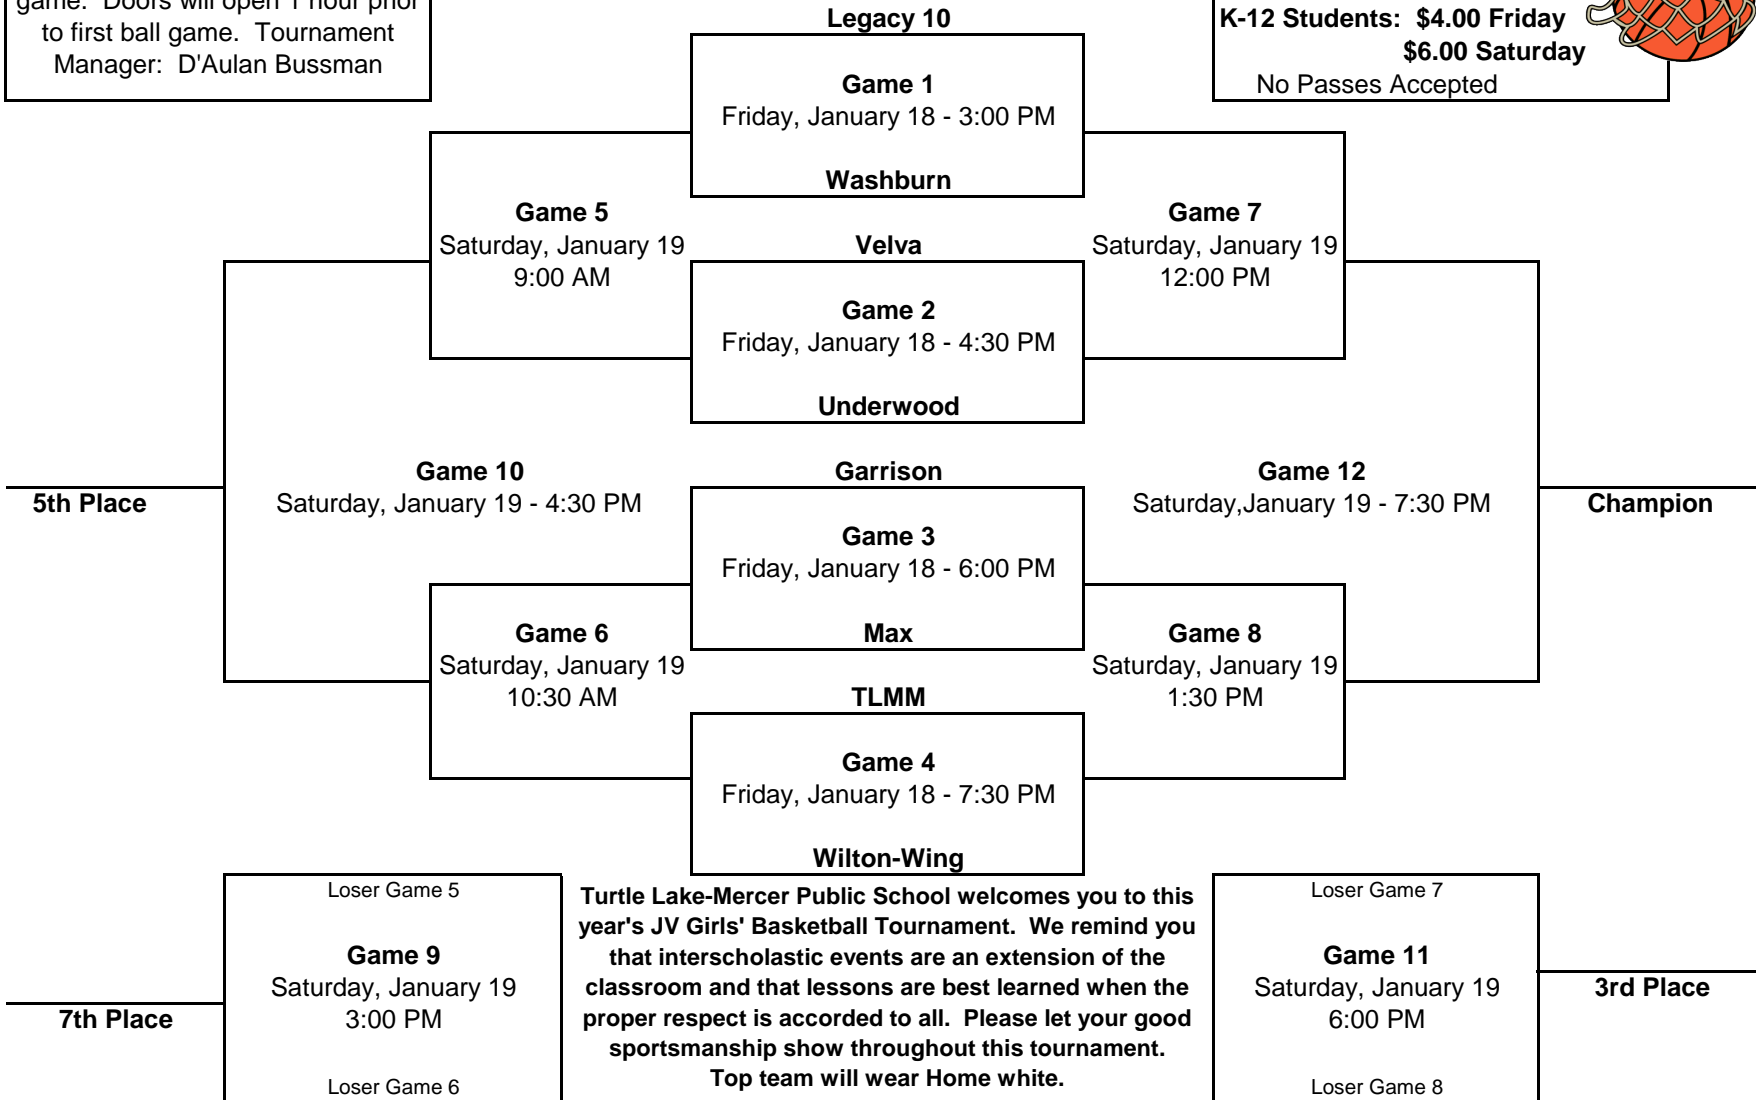 game. Doors will open 1 hour prior
to first ball game. Tournament
Manager: D'Aulan Bussman
K-12 Students: $4.00 Friday
$6.00 Saturday
No Passes Accepted
Legacy 10
Game 1
Friday, January 18 - 3:00 PM
Washburn
Game 5
Saturday, January 19
9:00 AM
Velva
Game 2
Friday, January 18 - 4:30 PM
Underwood
Game 7
Saturday, January 19
12:00 PM
Game 10
Saturday, January 19 - 4:30 PM
5th Place
Garrison
Game 3
Friday, January 18 - 6:00 PM
Max
Game 12
Saturday,January 19 - 7:30 PM
Champion
Game 6
Saturday, January 19
10:30 AM
TLMM
Game 4
Friday, January 18 - 7:30 PM
Wilton-Wing
Game 8
Saturday, January 19
1:30 PM
Loser Game 5
Game 9
Saturday, January 19
3:00 PM
Loser Game 6
7th Place
Turtle Lake-Mercer Public School welcomes you to this
year's JV Girls' Basketball Tournament. We remind you
that interscholastic events are an extension of the
classroom and that lessons are best learned when the
proper respect is accorded to all. Please let your good
sportsmanship show throughout this tournament.
Top team will wear Home white.
Loser Game 7
Game 11
Saturday, January 19
6:00 PM
Loser Game 8
3rd Place